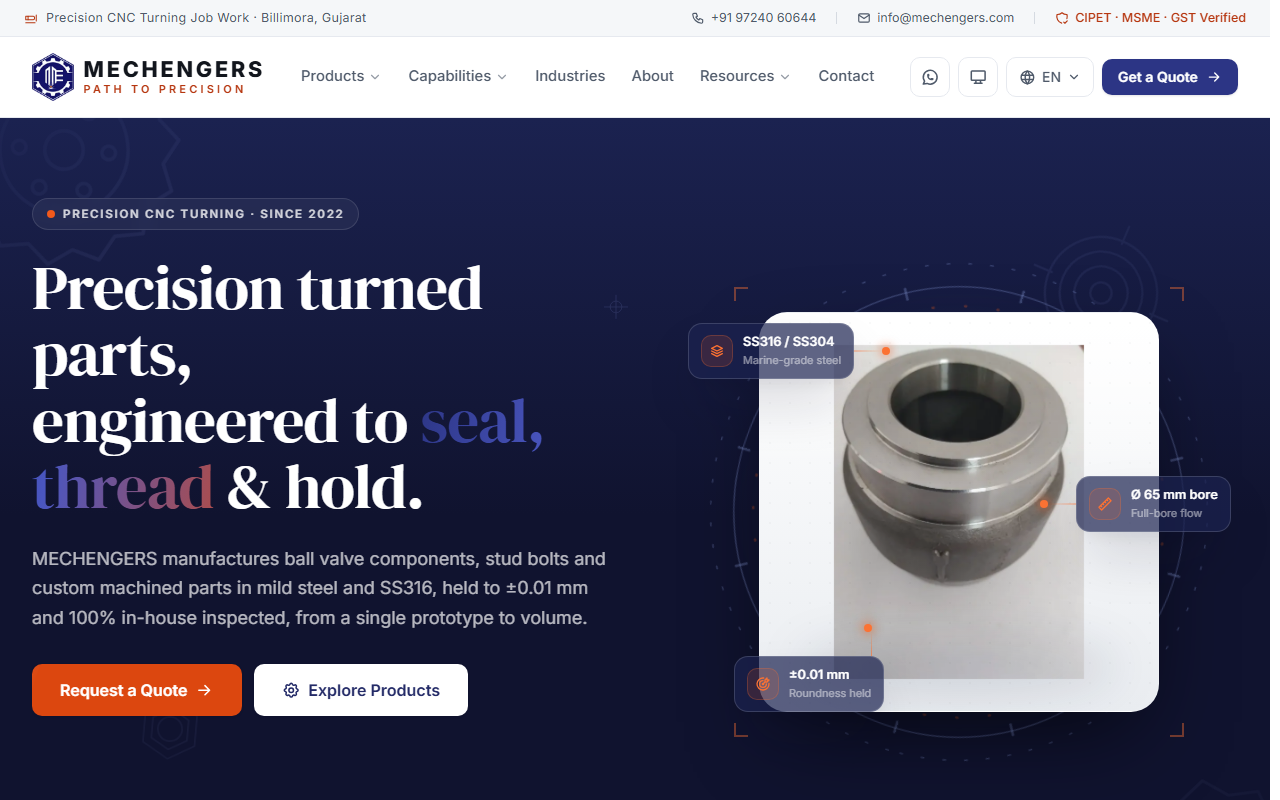 Precision CNC Turning Job Work · Billimora, Gujarat
+91 97240 60644
info@mechengers.com
CIPET · MSME · GST Verified
MECHENGERS
PATH TO PRECISION
Products
Capabilities
Industries
About
Resources
Contact
EN
Get a Quote
PRECISION CNC TURNING · SINCE 2022
Precision turned
parts,
engineered to seal,
thread & hold.
MECHENGERS manufactures ball valve components, stud bolts and
custom machined parts in mild steel and SS316, held to ±0.01 mm
and 100% in-house inspected, from a single prototype to volume.
Request a Quote
Explore Products
SS316 / SS304
Marine-grade steel
Ø 65 mm bore
Full-bore flow
±0.01 mm
Roundness held